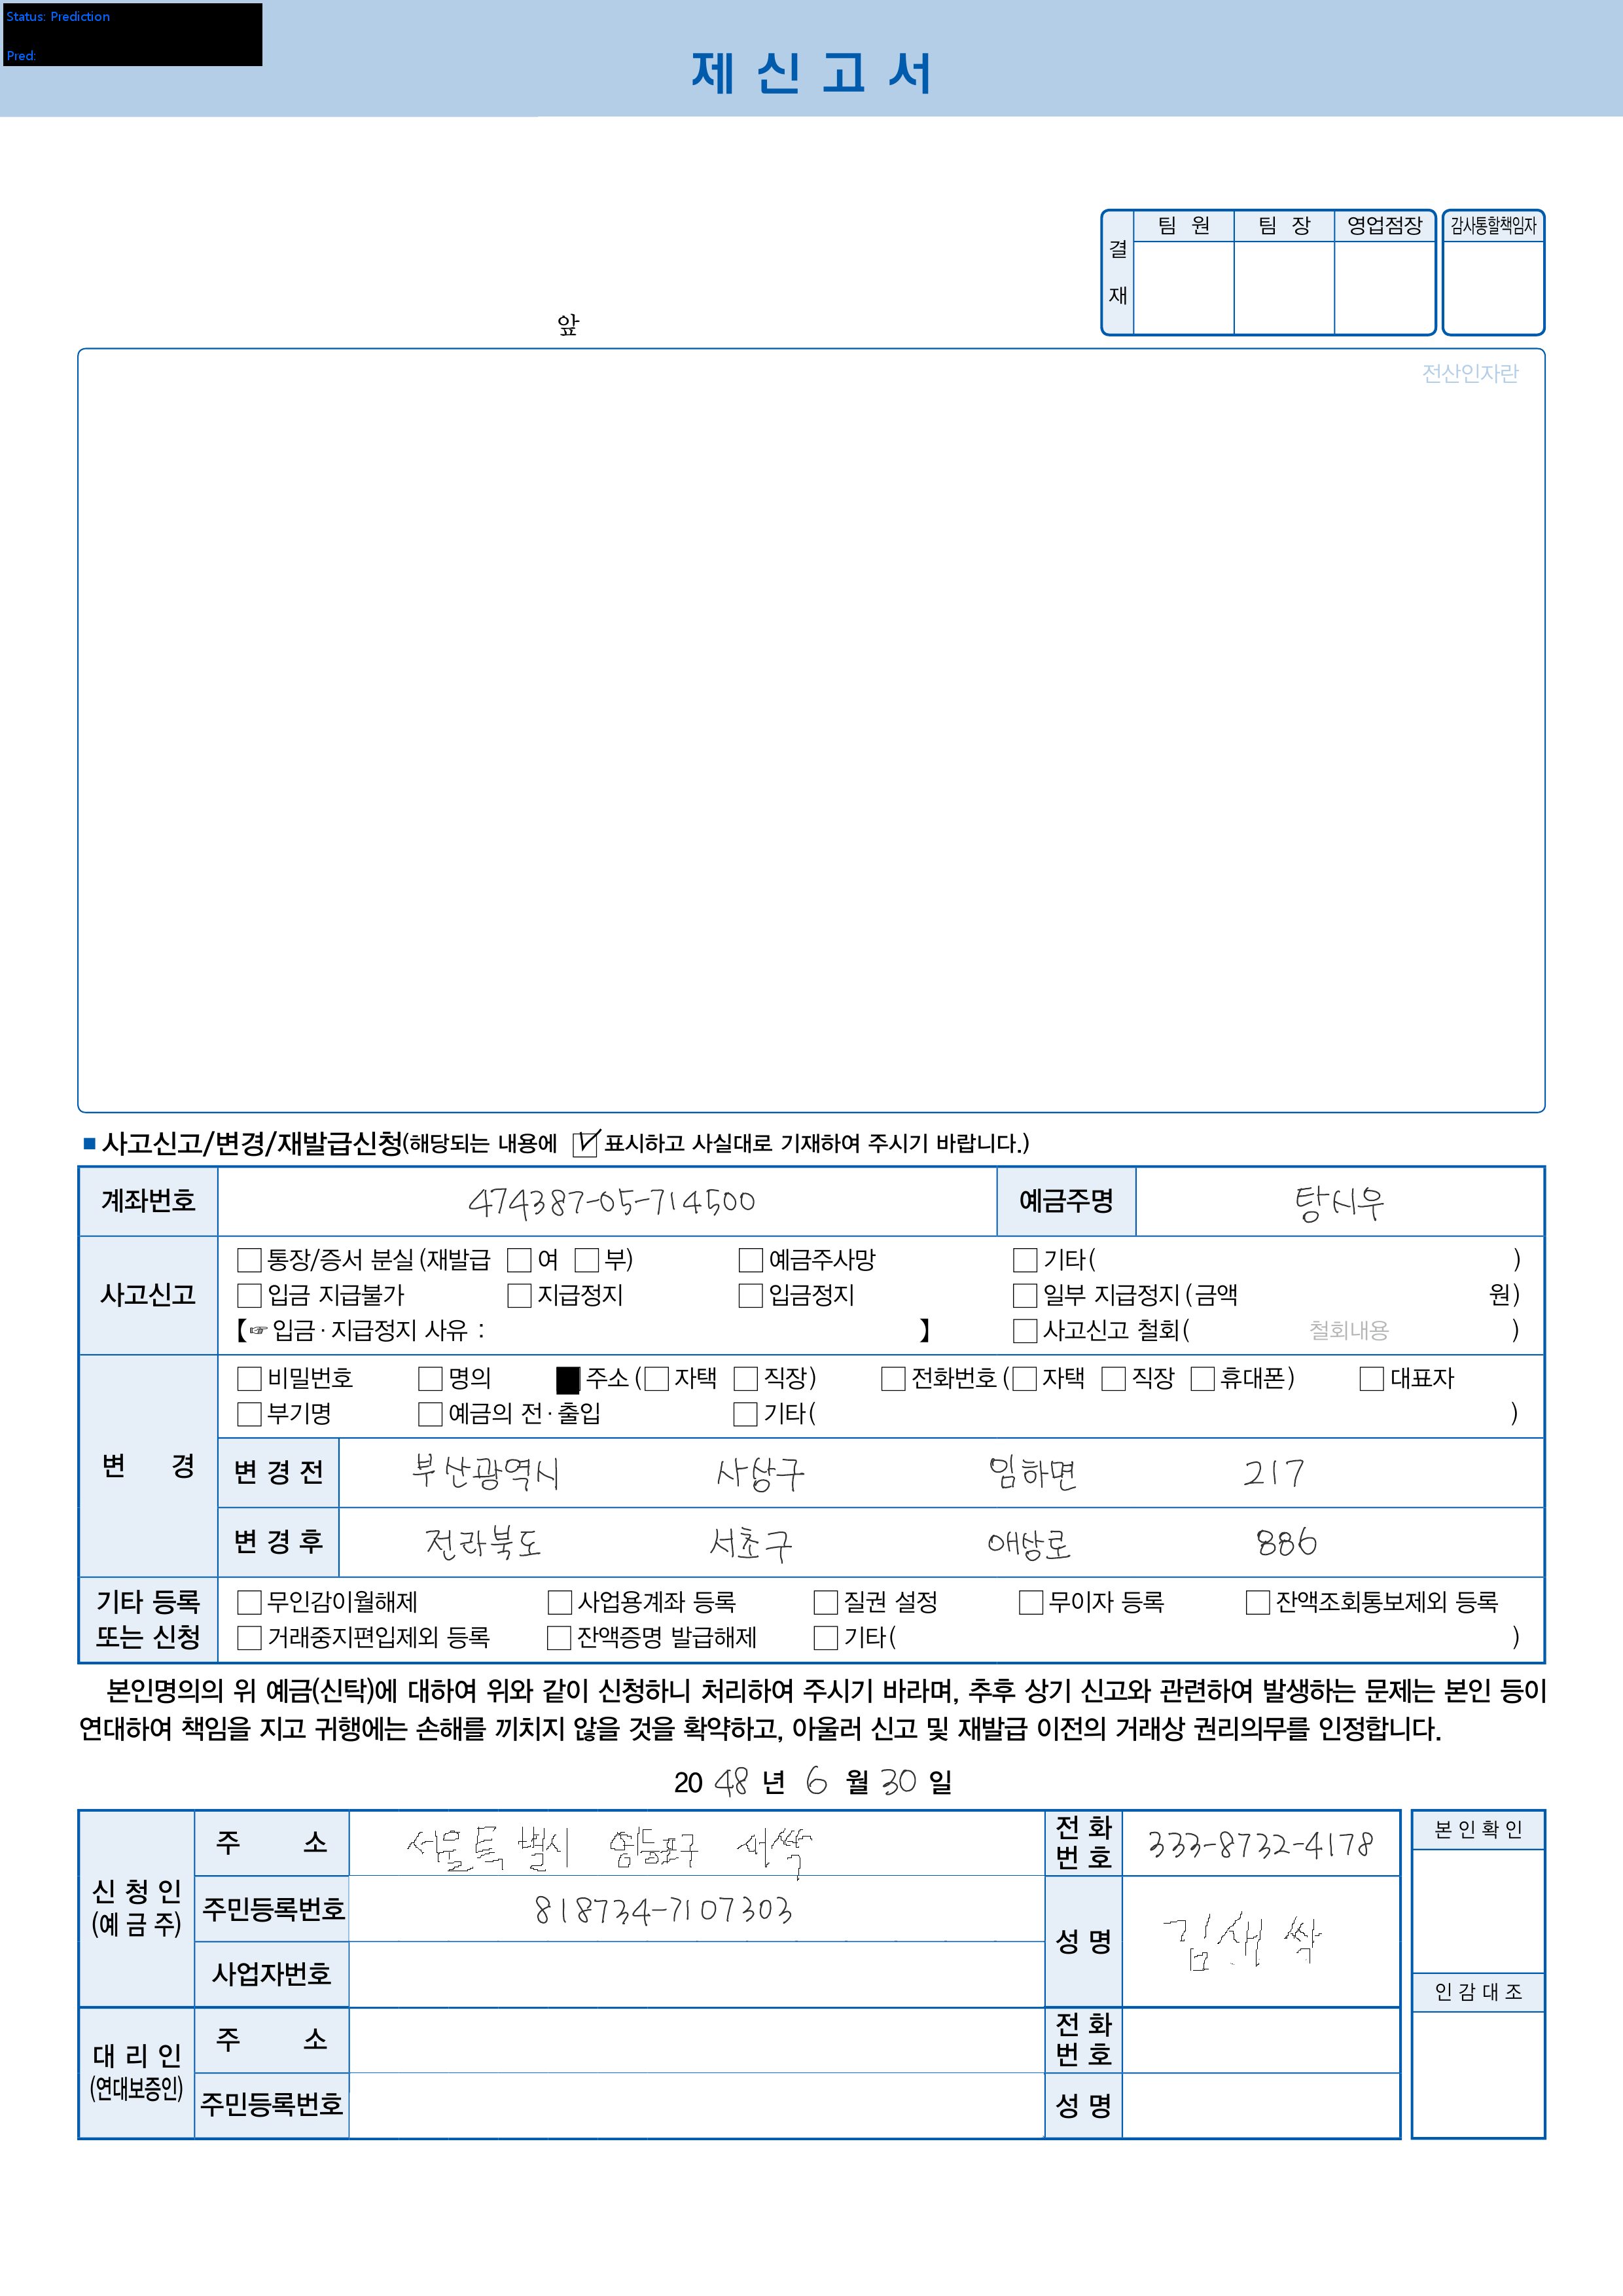 Status: Prediction
Pred:
제 신 고 서
결재 팀 원 팀 장 영업점장 감사통할책임자
앞
전산인자란
■ 사고신고/변경/재발급신청(해당되는 내용에 ☑ 표시하고 사실대로 기재하여 주시기 바랍니다.)
계좌번호 474387-05-714500 예금주명 탕시우
사고신고
□ 통장/증서 분실 (재발급 □ 여 □ 부) □ 예금주사망 □ 기타( )
□ 입금 지급불가 □ 지급정지 □ 입금정지 □ 일부 지급정지 (금액 원)
【☞입금·지급정지 사유 : 】 □ 사고신고 철회( 철회내용 )
변 경
□ 비밀번호 □ 명의 ■ 주소 (□ 자택 □ 직장) □ 전화번호 (□ 자택 □ 직장 □ 휴대폰) □ 대표자
□ 부기명 □ 예금의 전·출입 □ 기타( )
변 경 전 부산광역시 사상구 임하면 217
변 경 후 전라북도 서초구 애상로 886
기타 등록 또는 신청
□ 무인감이월해제 □ 사업용계좌 등록 □ 질권 설정 □ 무이자 등록 □ 잔액조회통보제외 등록
□ 거래중지편입제외 등록 □ 잔액증명 발급해제 □ 기타( )
본인명의의 위 예금(신탁)에 대하여 위와 같이 신청하니 처리하여 주시기 바라며, 추후 상기 신고와 관련하여 발생하는 문제는 본인 등이
연대하여 책임을 지고 귀행에는 손해를 끼치지 않을 것을 확약하고, 아울러 신고 및 재발급 이전의 거래상 권리의무를 인정합니다.
20 48 년 6 월 30 일
신 청 인 (예 금 주)
주 소 서울특별시 영등포구 새싹 전화번호 333-8732-4178
주민등록번호 818734-7107303 성 명 김새싹
사업자번호
대 리 인 (연대보증인)
주 소 전화번호
주민등록번호 성 명
본 인 확 인
인 감 대 조